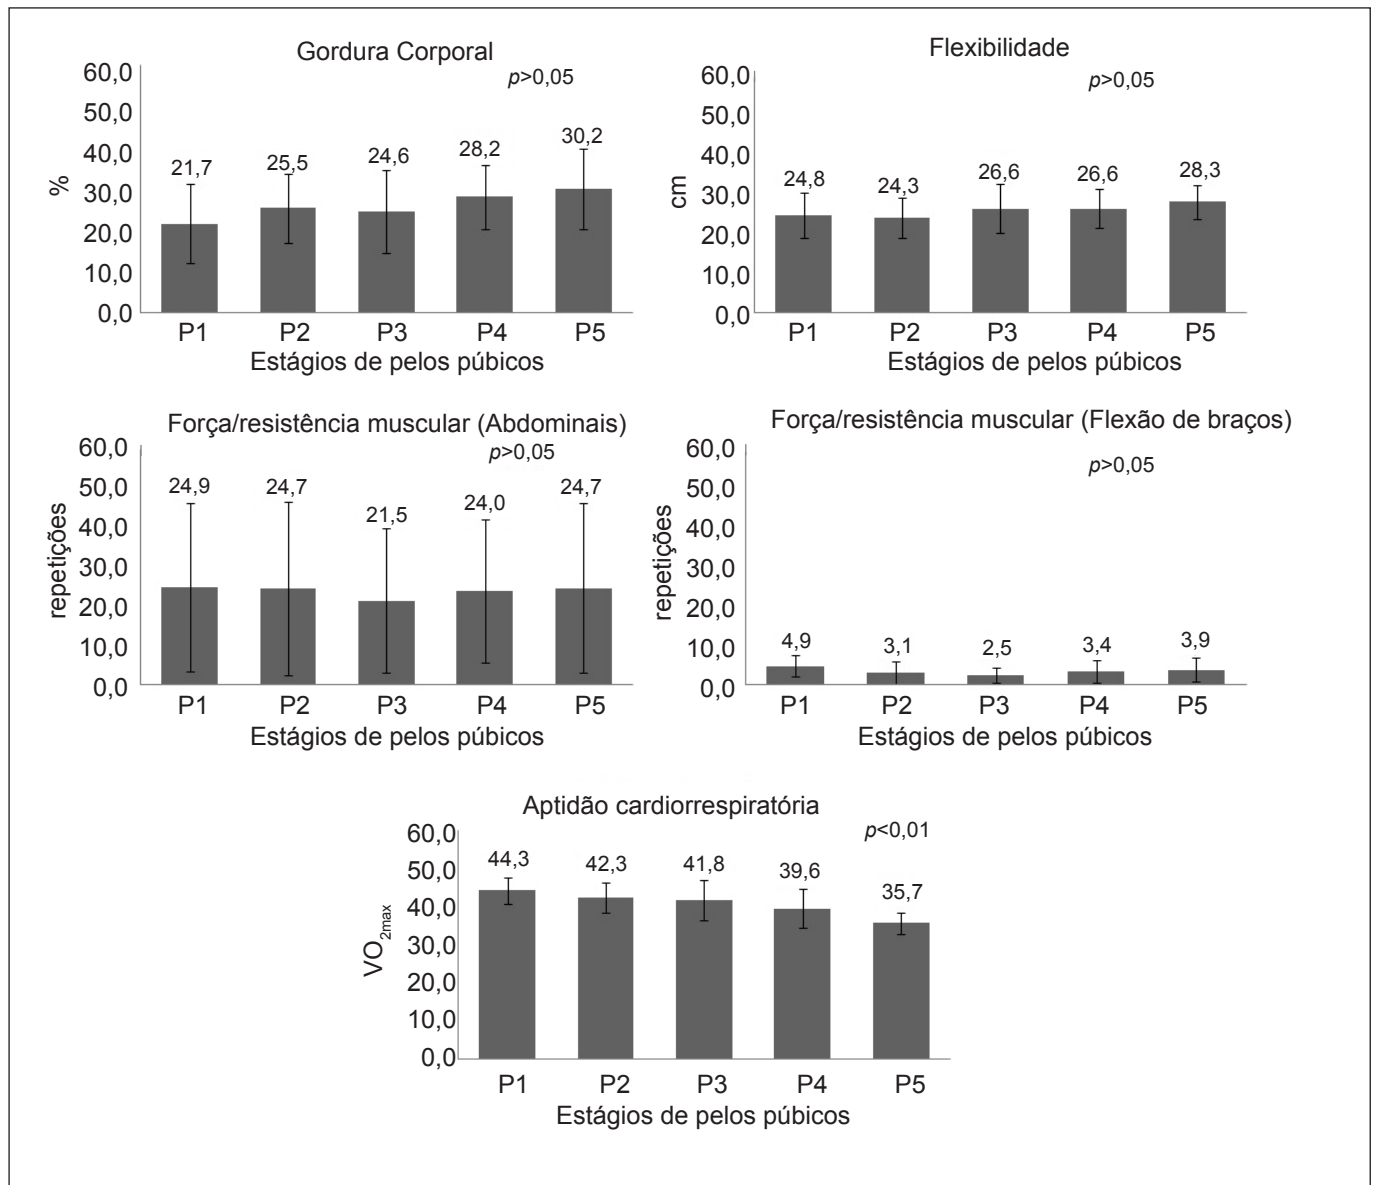 Gordura Corporal
p>0,05
60,0
50,0
40,0
30,0
20,0
10,0
0,0
%
21,7 25,5 24,6 28,2 30,2
P1 P2 P3 P4 P5
Estágios de pelos púbicos
Flexibilidade
p>0,05
60,0
50,0
40,0
30,0
20,0
10,0
0,0
cm
24,8 24,3 26,6 26,6 28,3
P1 P2 P3 P4 P5
Estágios de pelos púbicos
Força/resistência muscular (Abdominais)
p>0,05
60,0
50,0
40,0
30,0
20,0
10,0
0,0
repetições
24,9 24,7 21,5 24,0 24,7
P1 P2 P3 P4 P5
Estágios de pelos púbicos
Força/resistência muscular (Flexão de braços)
p>0,05
60,0
50,0
40,0
30,0
20,0
10,0
0,0
repetições
4,9 3,1 2,5 3,4 3,9
P1 P2 P3 P4 P5
Estágios de pelos púbicos
Aptidão cardiorrespiratória
p<0,01
60,0
50,0
40,0
30,0
20,0
10,0
0,0
VO2max
44,3 42,3 41,8 39,6 35,7
P1 P2 P3 P4 P5
Estágios de pelos púbicos